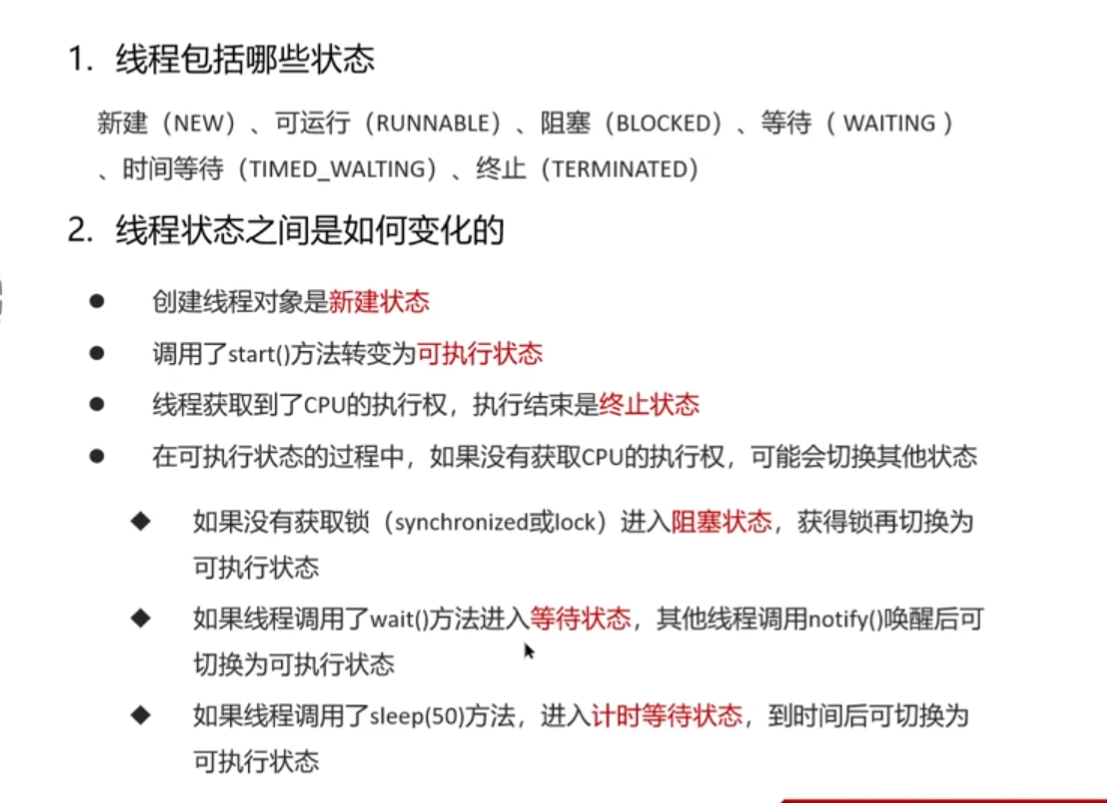 1. 线程包括哪些状态
新建（NEW）、可运行（RUNNABLE）、阻塞（BLOCKED）、等待（ WAITING ）
、时间等待（TIMED_WALTING）、终止（TERMINATED）
2. 线程状态之间是如何变化的
● 创建线程对象是新建状态
● 调用了start()方法转变为可执行状态
● 线程获取到了CPU的执行权，执行结束是终止状态
● 在可执行状态的过程中，如果没有获取CPU的执行权，可能会切换其他状态
◆ 如果没有获取锁（synchronized或lock）进入阻塞状态，获得锁再切换为
可执行状态
◆ 如果线程调用了wait()方法进入等待状态，其他线程调用notify()唤醒后可
切换为可执行状态
◆ 如果线程调用了sleep(50)方法，进入计时等待状态，到时间后可切换为
可执行状态